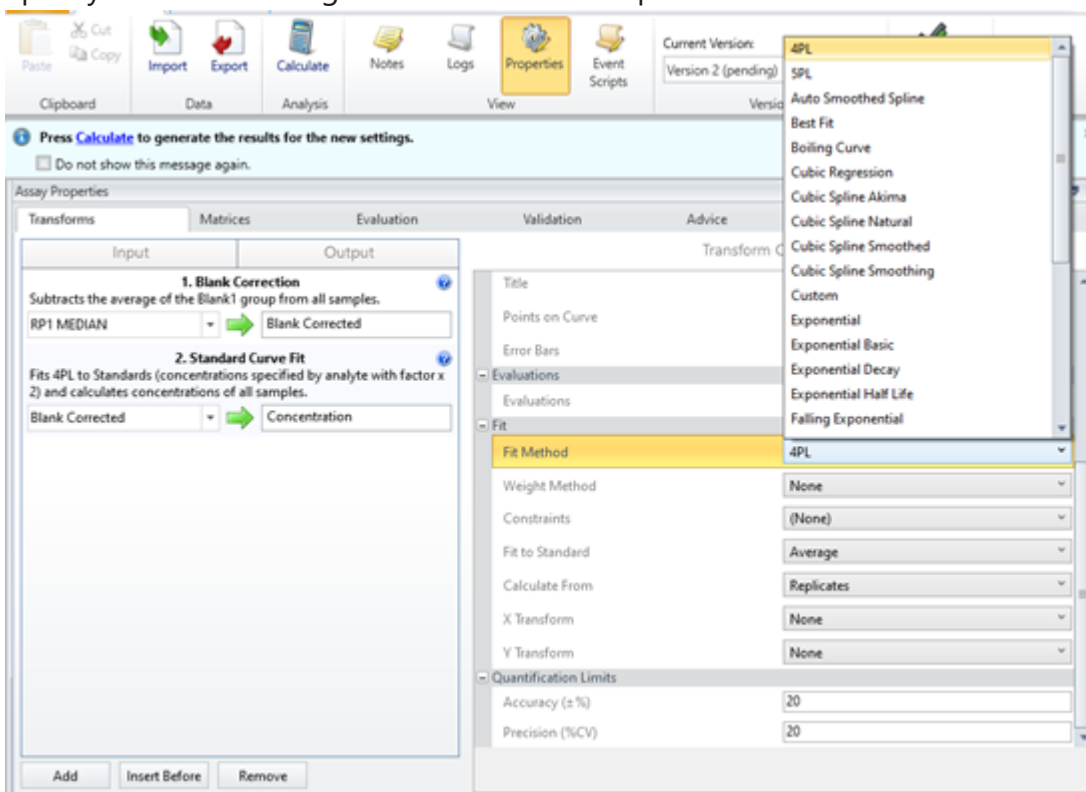 Cut
Copy
Paste
Import
Export
Calculate
Notes
Logs
Properties
Event
Scripts
Current Version:
Version 2 (pending)
Clipboard
Data
Analysis
View
Versio
Press Calculate to generate the results for the new settings.
Do not show this message again.
Assay Properties
Transforms
Matrices
Evaluation
Validation
Advice
Input
Output
Transform C
1. Blank Correction
Subtracts the average of the Blank1 group from all samples.
RP1 MEDIAN
Blank Corrected
2. Standard Curve Fit
Fits 4PL to Standards (concentrations specified by analyte with factor x
2) and calculates concentrations of all samples.
Blank Corrected
Concentration
Add
Insert Before
Remove
Title
Points on Curve
Error Bars
Evaluations
Evaluations
Fit
Fit Method
4PL
Weight Method
None
Constraints
(None)
Fit to Standard
Average
Calculate From
Replicates
X Transform
None
Y Transform
None
Quantification Limits
Accuracy (±%)
20
Precision (%CV)
20
4PL
5PL
Auto Smoothed Spline
Best Fit
Boiling Curve
Cubic Regression
Cubic Spline Akima
Cubic Spline Natural
Cubic Spline Smoothed
Cubic Spline Smoothing
Custom
Exponential
Exponential Basic
Exponential Decay
Exponential Half Life
Falling Exponential